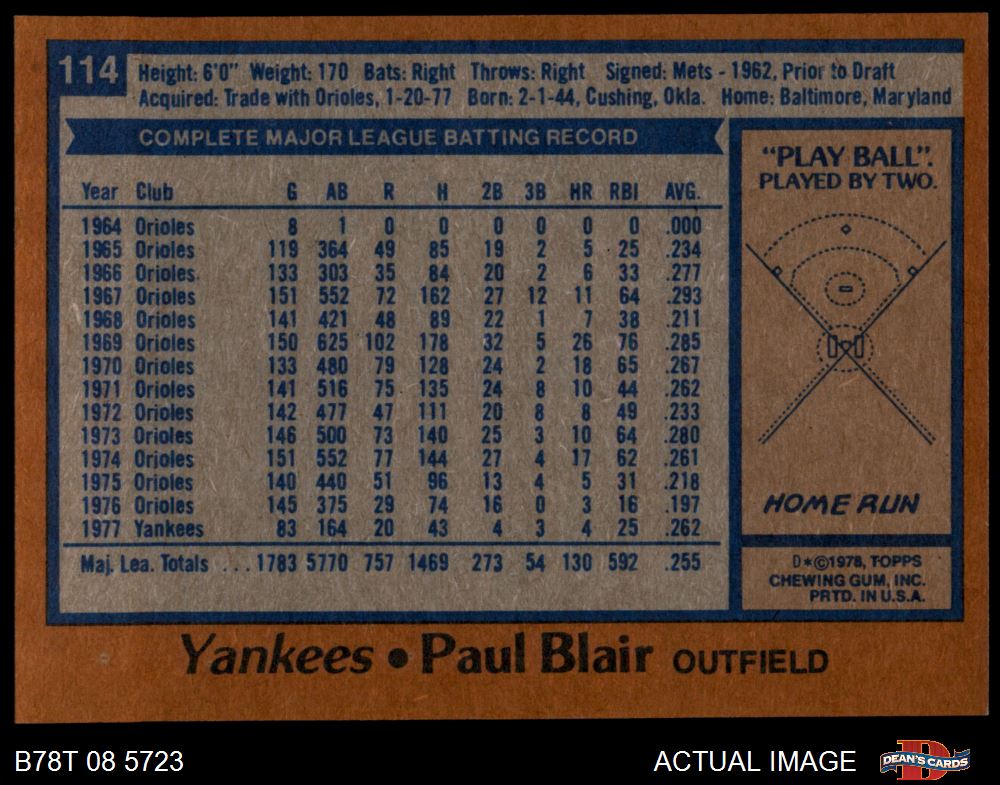 114
Height: 6'0" Weight: 170 Bats: Right Throws: Right Signed: Mets - 1962, Prior to Draft
Acquired: Trade with Orioles, 1-20-77 Born: 2-1-44, Cushing, Okla. Home: Baltimore, Maryland
COMPLETE MAJOR LEAGUE BATTING RECORD
Year Club G AB R H 2B 3B HR RBI AVG.
1964 Orioles 8 1 0 0 0 0 0 0 .000
1965 Orioles 119 364 49 85 19 2 5 25 .234
1966 Orioles. 133 303 35 84 20 2 6 33 .277
1967 Orioles 151 552 72 162 27 12 11 64 .293
1968 Orioles 141 421 48 89 22 1 7 38 .211
1969 Orioles 150 625 102 178 32 5 26 76 .285
1970 Orioles 133 480 79 128 24 2 18 65 .267
1971 Orioles 141 516 75 135 24 8 10 44 .262
1972 Orioles 142 477 47 111 20 8 8 49 .233
1973 Orioles 146 500 73 140 25 3 10 64 .280
1974 Orioles 151 552 77 144 27 4 17 62 .261
1975 Orioles 140 440 51 96 13 4 5 31 .218
1976 Orioles 145 375 29 74 16 0 3 16 .197
1977 Yankees 83 164 20 43 4 3 4 25 .262
Maj. Lea. Totals ... 1783 5770 757 1469 273 54 130 592 .255
"PLAY BALL".
PLAYED BY TWO.
HOME RUN
D*©1978, TOPPS
CHEWING GUM, INC.
PRTD. IN U.S.A.
Yankees • Paul Blair OUTFIELD
B78T 08 5723
ACTUAL IMAGE
D
DEAN'S CARDS